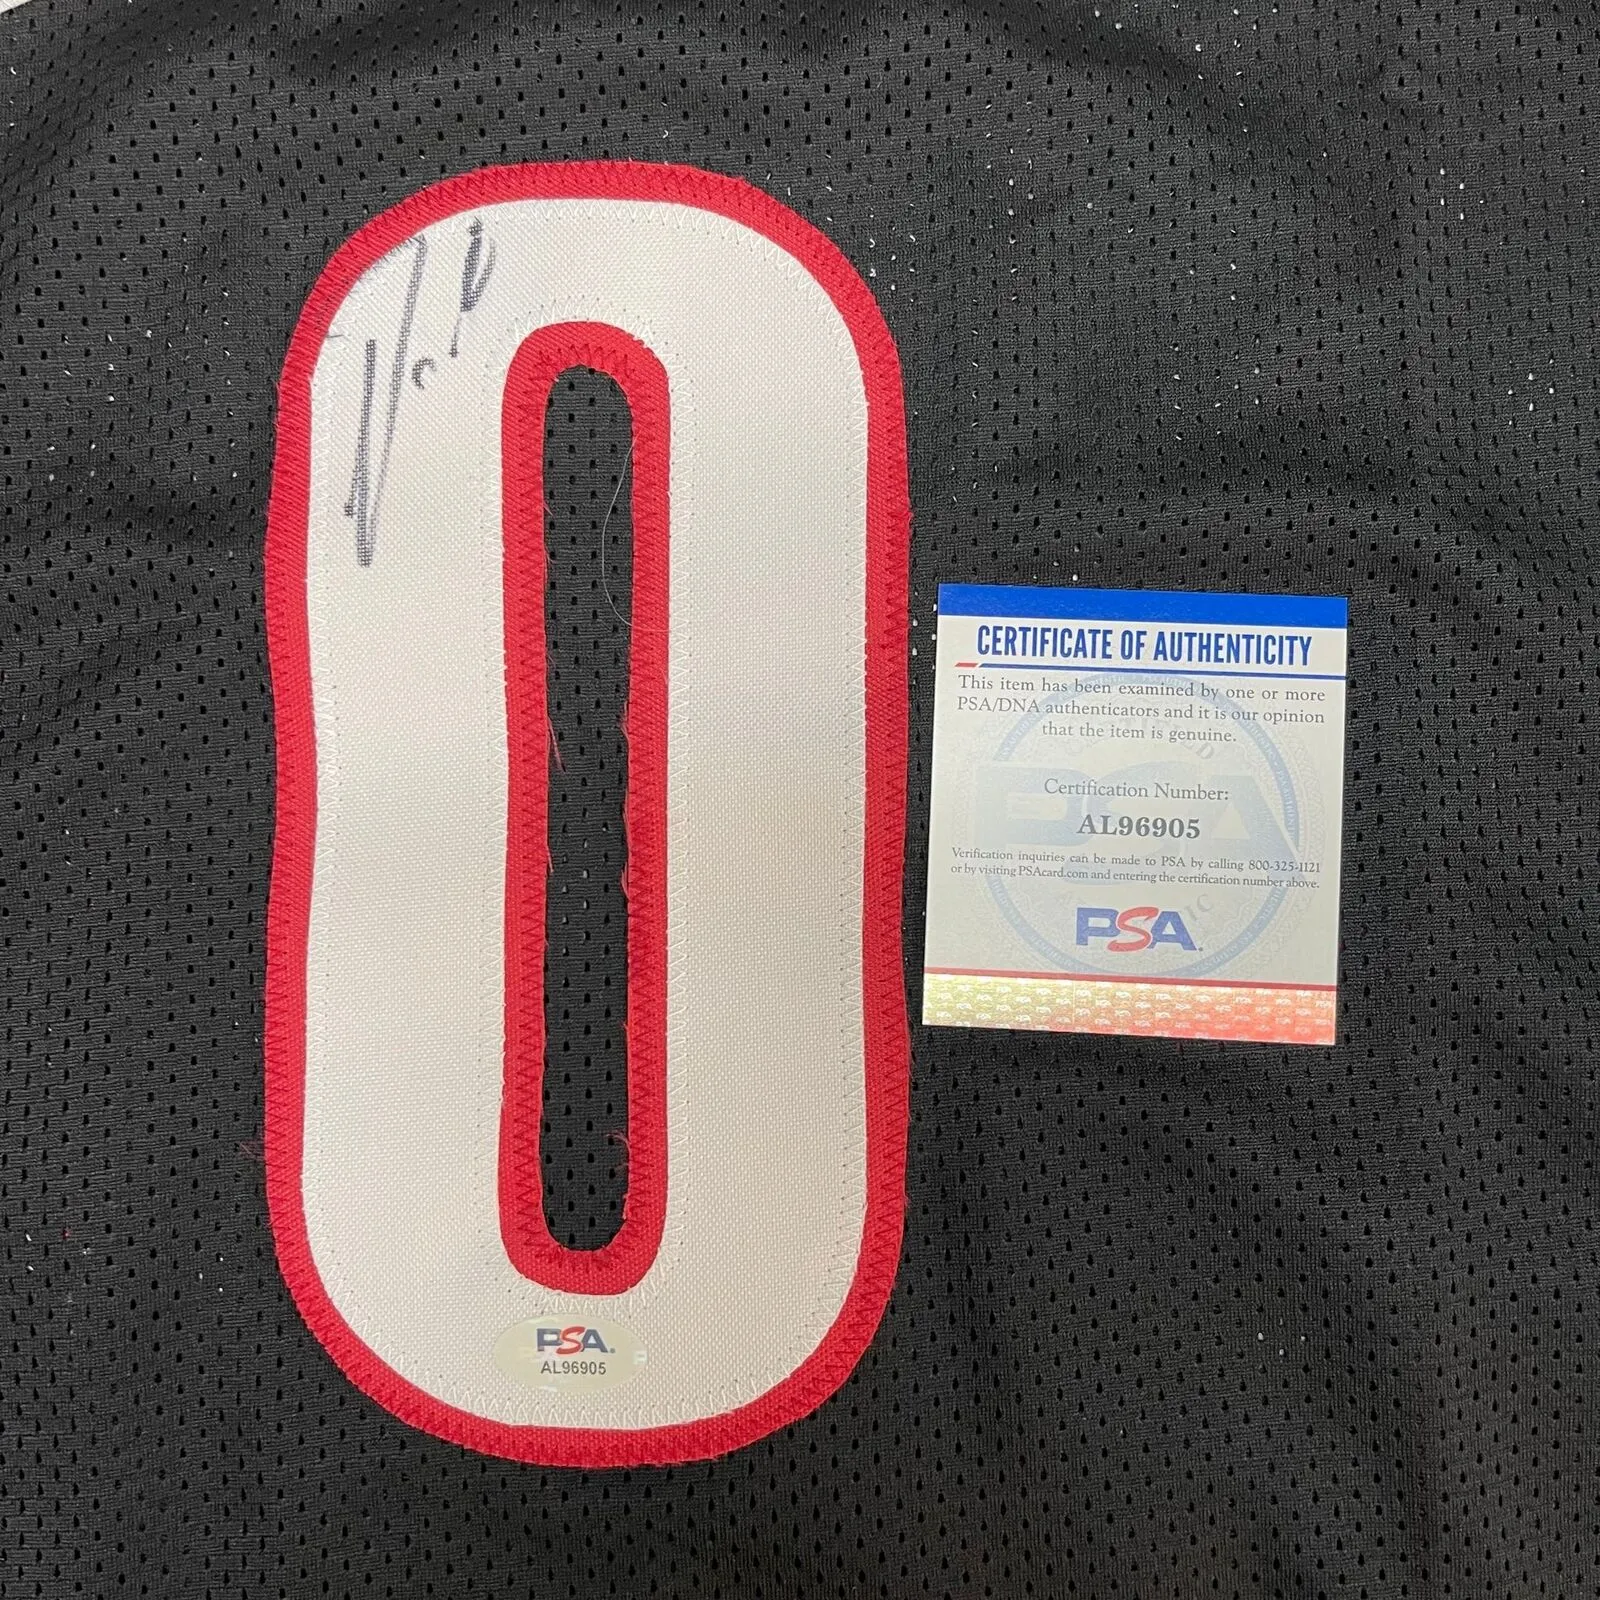 0
CERTIFICATE OF AUTHENTICITY
This item has been examined by one or more
PSA/DNA authenticators and it is our opinion
that the item is genuine.
Certification Number:
AL96905
Verification inquiries can be made to PSA by calling 800-325-1121
or by visiting PSAcard.com and entering the certification number above.
PSA.
PSA.
AL96905